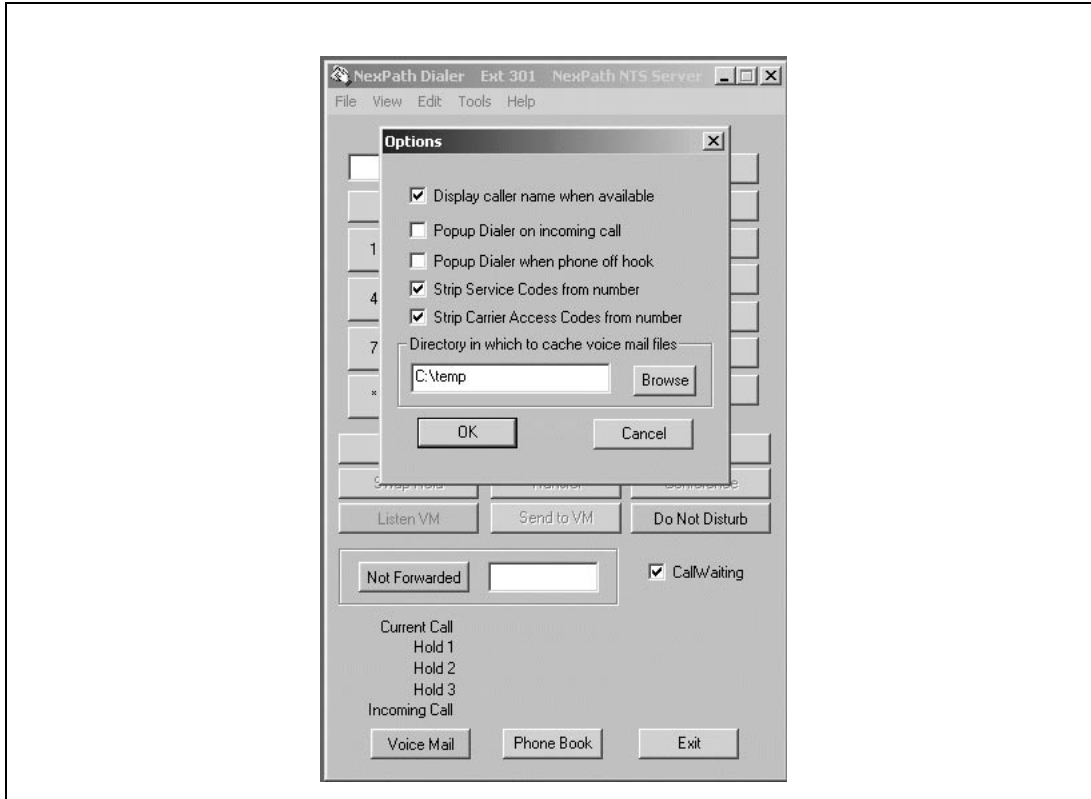 NexPath Dialer Ext 301 NexPath NTS Server
File View Edit Tools Help
Options
Display caller name when available
Popup Dialer on incoming call
Popup Dialer when phone off hook
Strip Service Codes from number
Strip Carrier Access Codes from number
Directory in which to cache voice mail files
C:\temp
Browse
OK
Cancel
1
4
7
*
Listen VM
Send to VM
Do Not Disturb
Not Forwarded
CallWaiting
Current Call
Hold 1
Hold 2
Hold 3
Incoming Call
Voice Mail
Phone Book
Exit